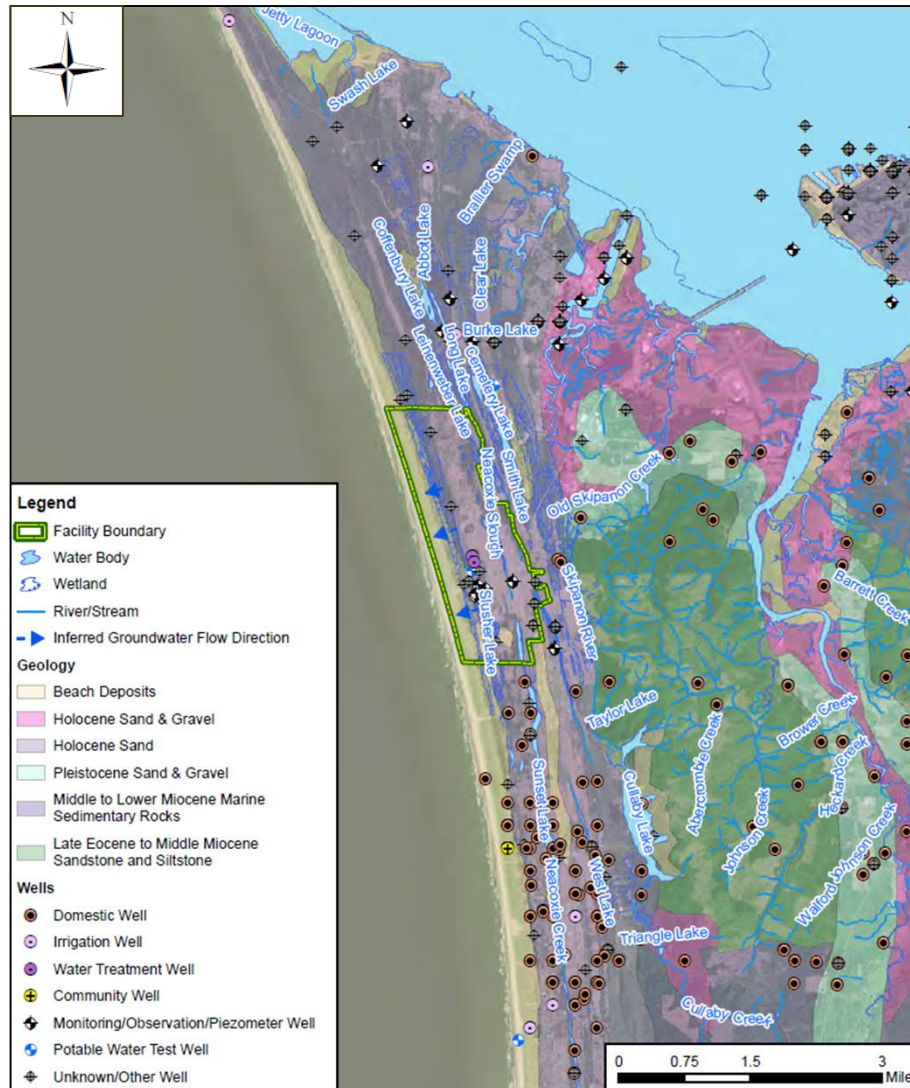 N
Jetty Lagoon
Swash Lake
Brallier Swamp
Abbot Lake
Coffenbury Lake
Clear Lake
Burke Lake
Long Lake
Leinenweber Lake
Cemetery Lake
Smith Lake
Neacoxie Slough
Old Skipanon Creek
Skipanon River
Slusher Lake
Barrett Creek
Taylor Lake
Abercrombie Creek
Brower Creek
Heckard Creek
Cullaby Lake
Sunset Lake
Johnson Creek
Walford Johnson Creek
Neacoxie Creek
West Lake
Triangle Lake
Cullaby Creek
Legend
Facility Boundary
Water Body
Wetland
River/Stream
Inferred Groundwater Flow Direction
Geology
Beach Deposits
Holocene Sand & Gravel
Holocene Sand
Pleistocene Sand & Gravel
Middle to Lower Miocene Marine
Sedimentary Rocks
Late Eocene to Middle Miocene
Sandstone and Siltstone
Wells
Domestic Well
Irrigation Well
Water Treatment Well
Community Well
Monitoring/Observation/Piezometer Well
Potable Water Test Well
Unknown/Other Well
0 0.75 1.5 3
Mile